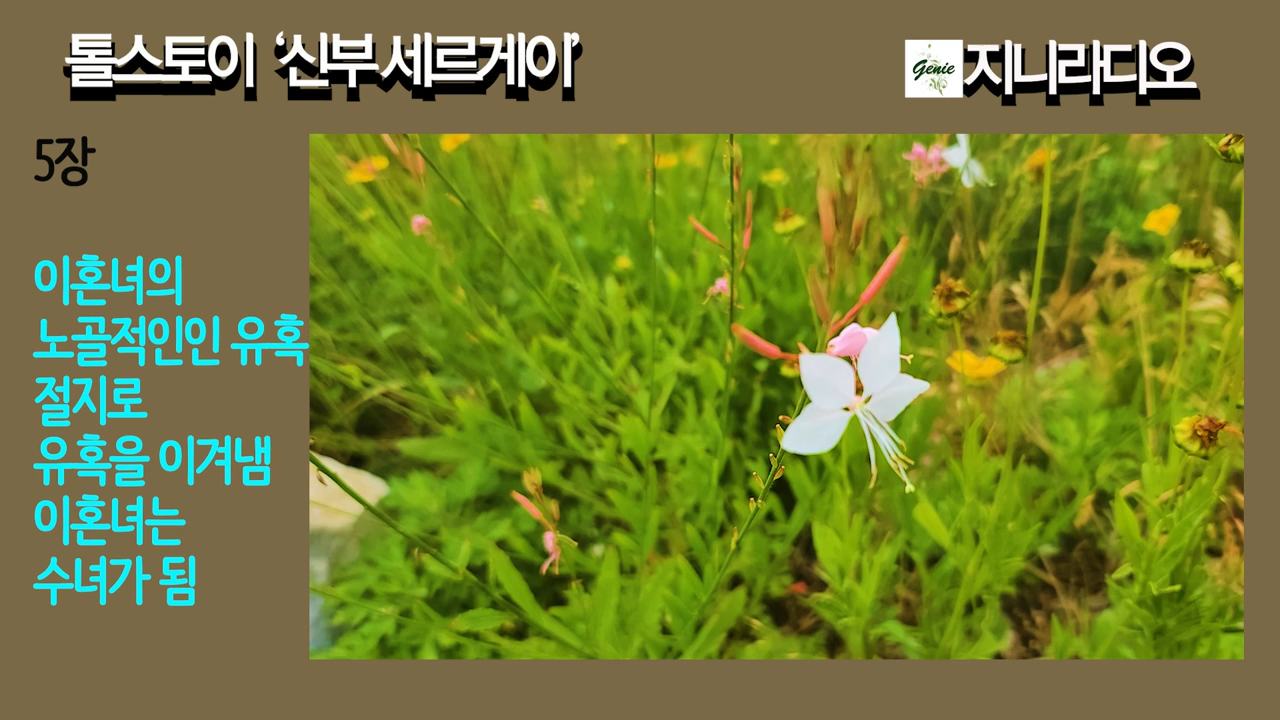 톨스토이 ‘신부 세르게이’
Genie 지니라디오
5장
이혼녀의
노골적인인 유혹
절지로
유혹을 이겨냄
이혼녀는
수녀가 됨